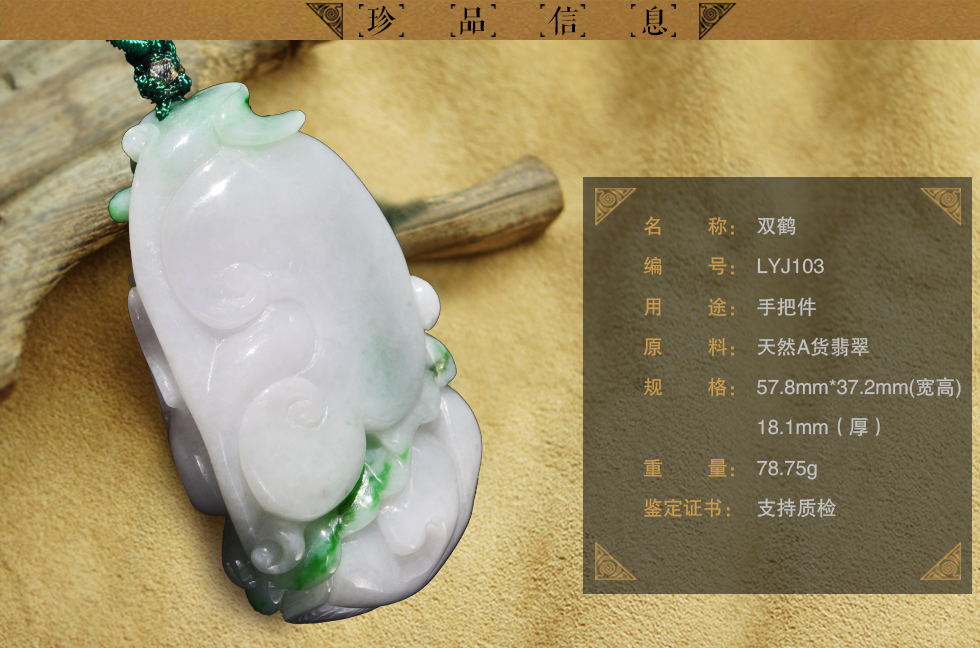 珍品信息
名称：双鹤
编号：LYJ103
用途：手把件
原料：天然A货翡翠
规格：57.8mm*37.2mm(宽高)
18.1mm（厚）
重量：78.75g
鉴定证书：支持质检